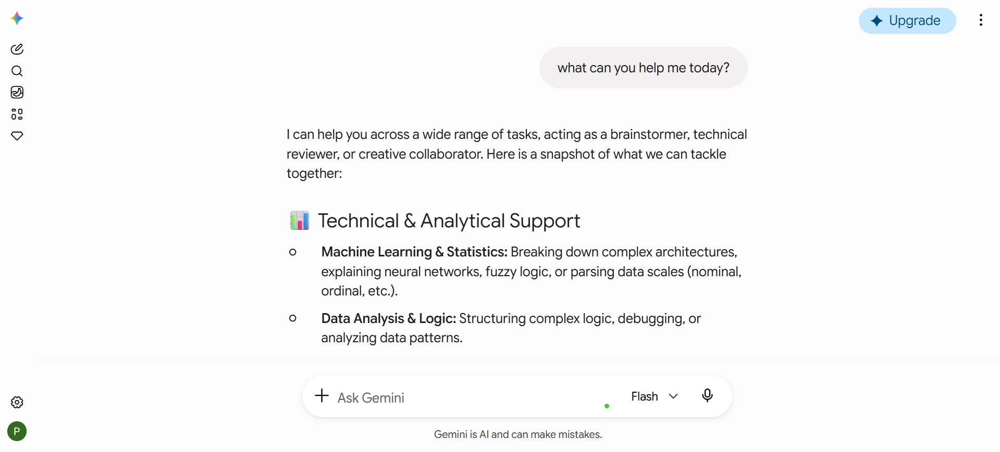 Upgrade
what can you help me today?
I can help you across a wide range of tasks, acting as a brainstormer, technical
reviewer, or creative collaborator. Here is a snapshot of what we can tackle
together:
Technical & Analytical Support
Machine Learning & Statistics: Breaking down complex architectures,
explaining neural networks, fuzzy logic, or parsing data scales (nominal,
ordinal, etc.).
Data Analysis & Logic: Structuring complex logic, debugging, or
analyzing data patterns.
Ask Gemini
Flash
P
Gemini is AI and can make mistakes.